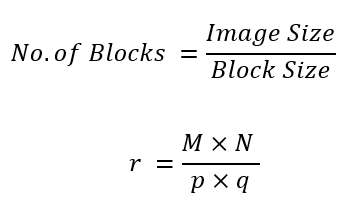 No. of Blocks = Image Size / Block Size
r = M × N / p × q